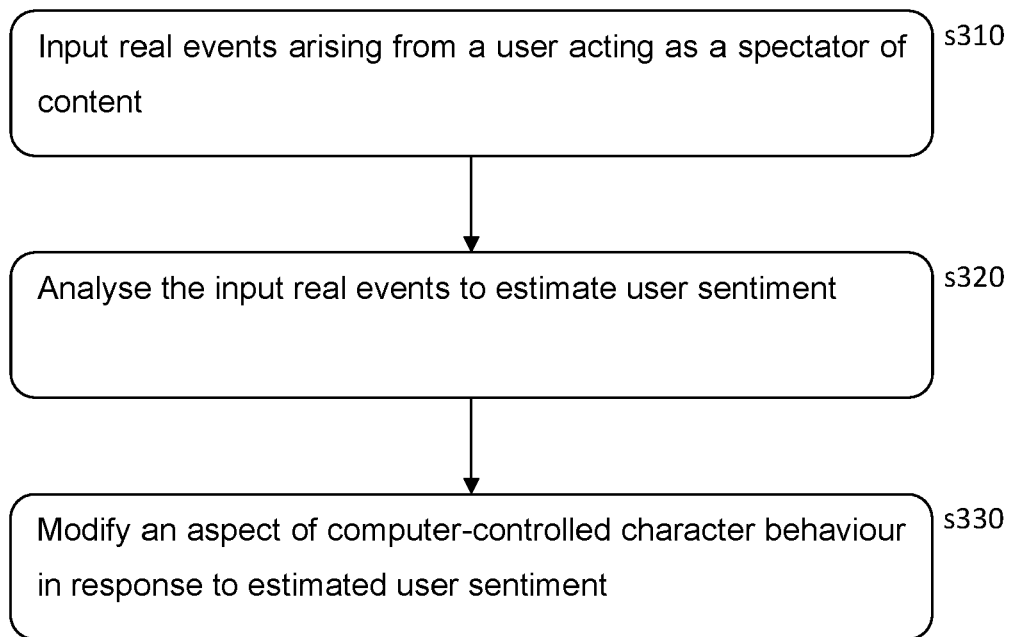 Input real events arising from a user acting as a spectator of
content
s310
Analyse the input real events to estimate user sentiment
s320
Modify an aspect of computer-controlled character behaviour
in response to estimated user sentiment
s330